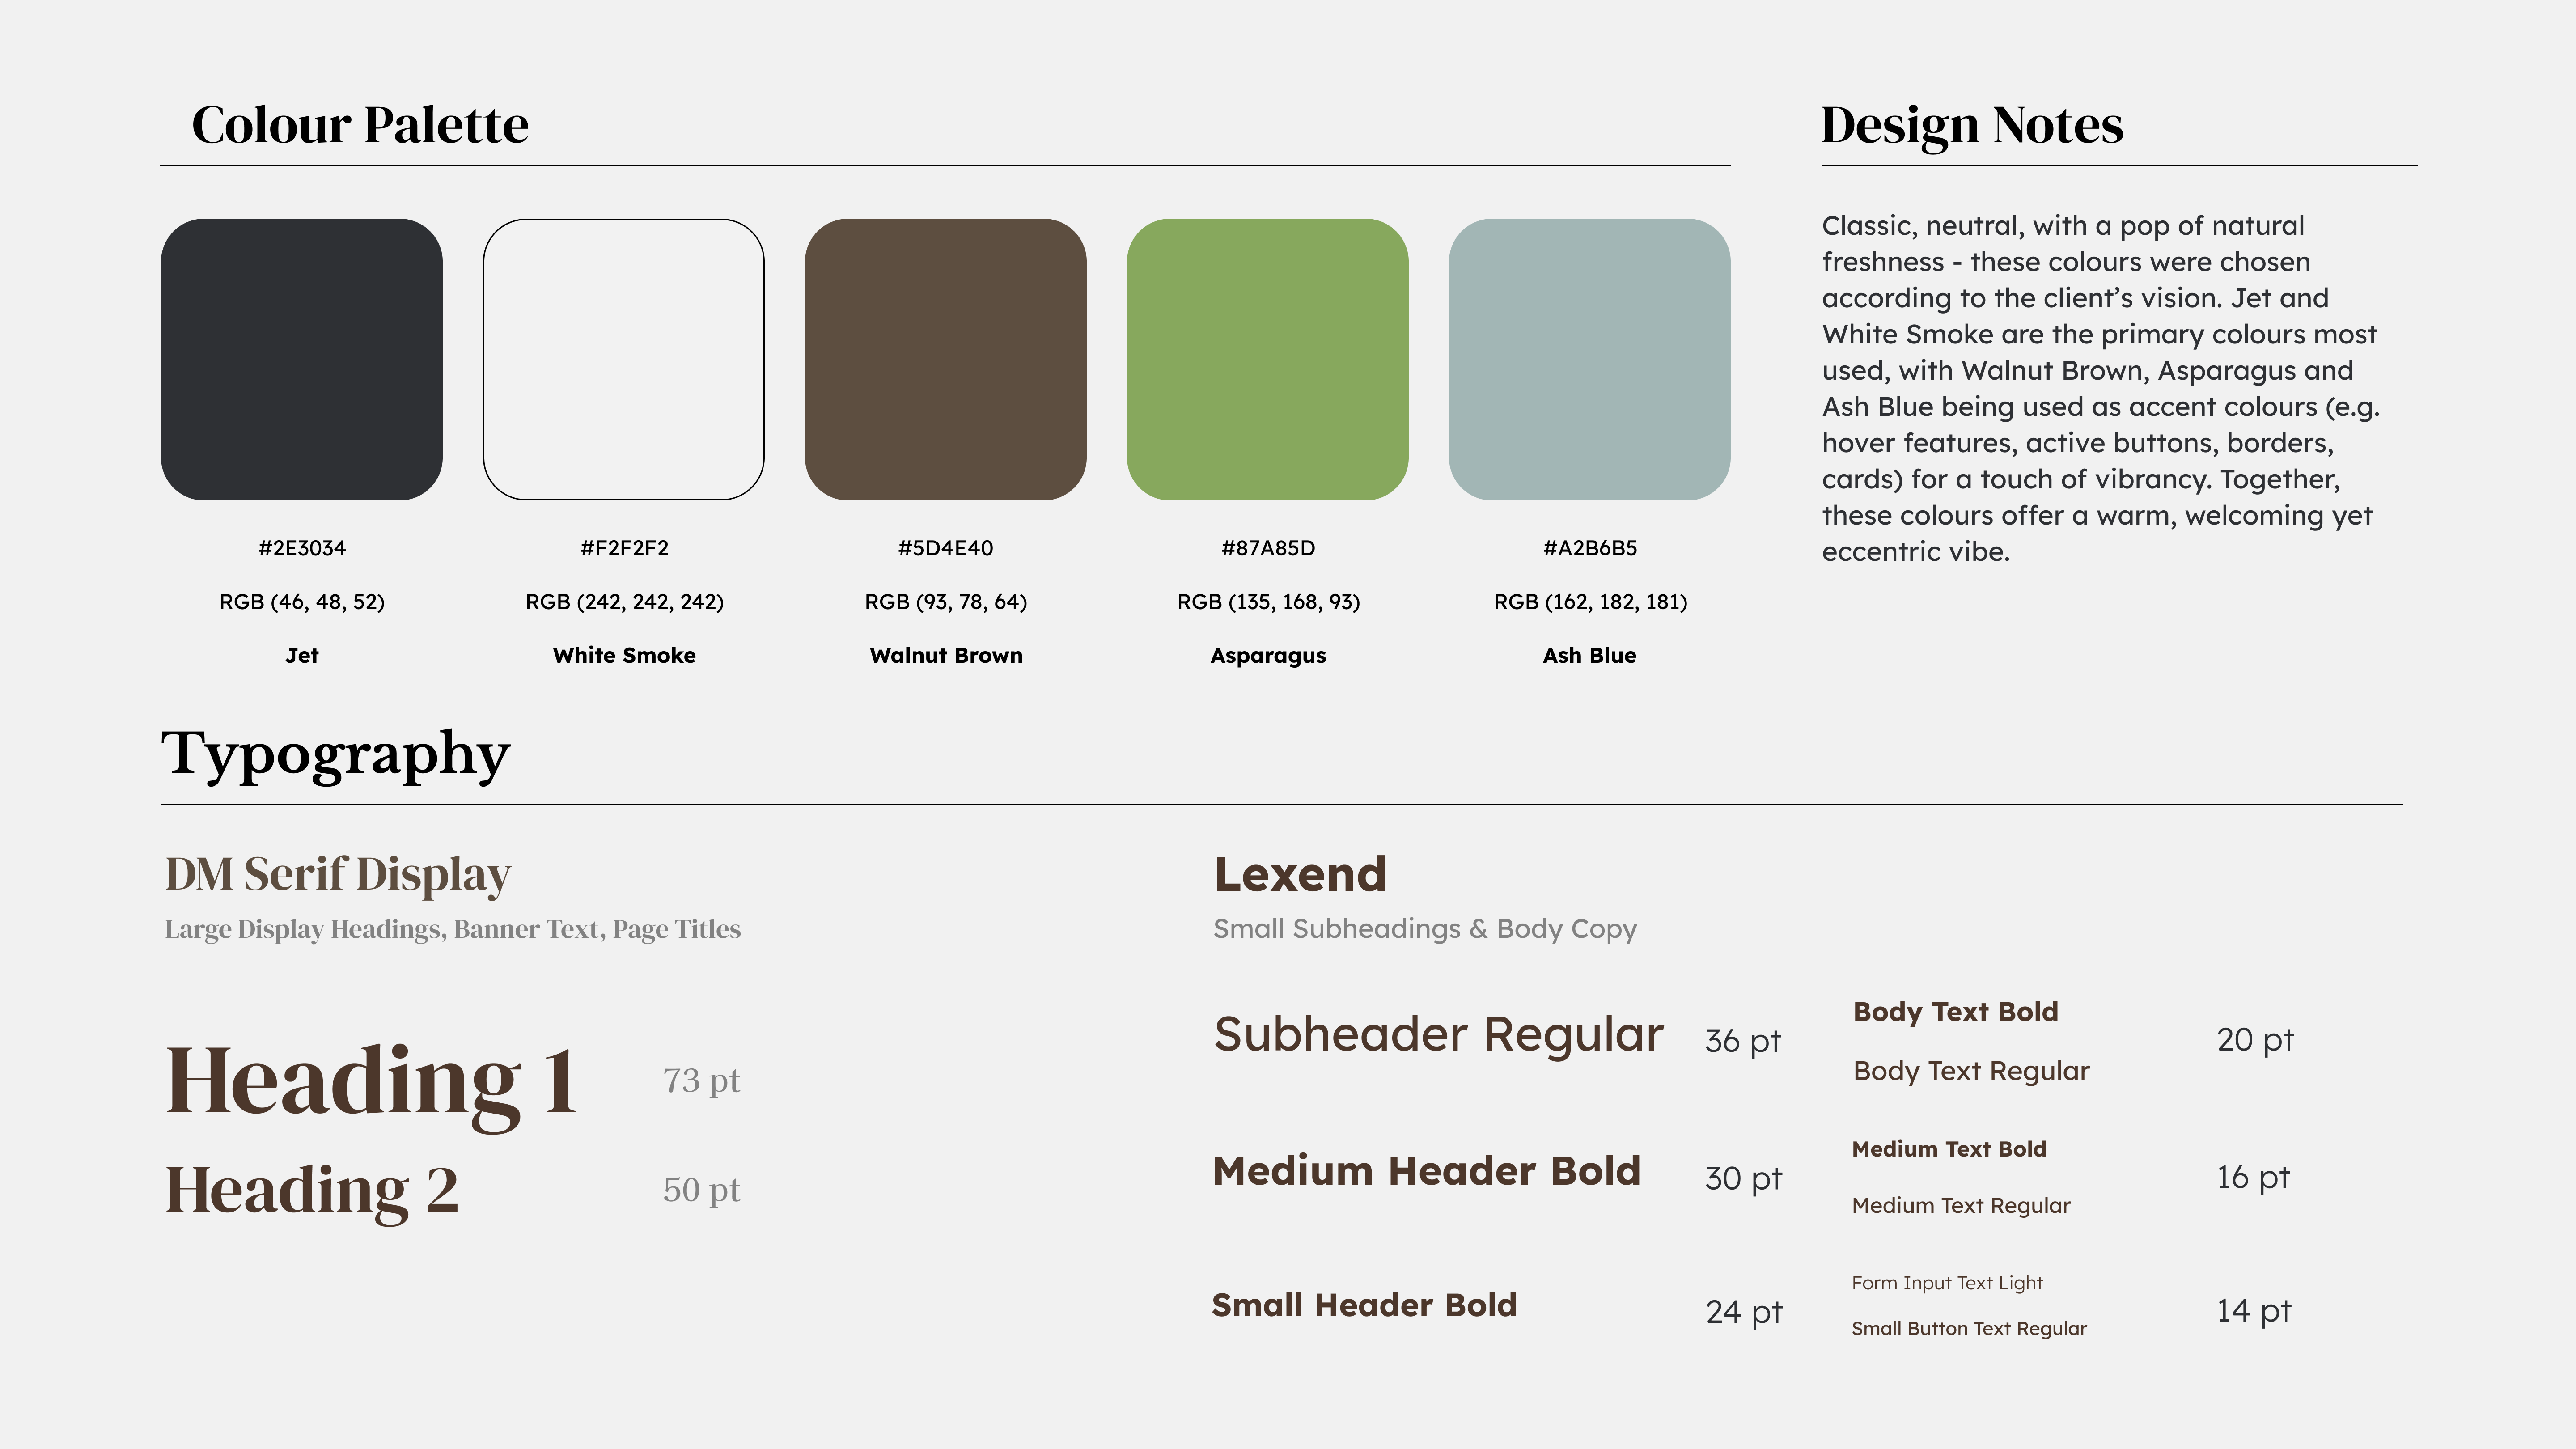 Colour Palette
#2E3034
RGB (46, 48, 52)
Jet
#F2F2F2
RGB (242, 242, 242)
White Smoke
#5D4E40
RGB (93, 78, 64)
Walnut Brown
#87A85D
RGB (135, 168, 93)
Asparagus
#A2B6B5
RGB (162, 182, 181)
Ash Blue
Design Notes
Classic, neutral, with a pop of natural
freshness - these colours were chosen
according to the client’s vision. Jet and
White Smoke are the primary colours most
used, with Walnut Brown, Asparagus and
Ash Blue being used as accent colours (e.g.
hover features, active buttons, borders,
cards) for a touch of vibrancy. Together,
these colours offer a warm, welcoming yet
eccentric vibe.
Typography
DM Serif Display
Large Display Headings, Banner Text, Page Titles
Heading 1
73 pt
Heading 2
50 pt
Lexend
Small Subheadings & Body Copy
Subheader Regular
36 pt
Medium Header Bold
30 pt
Small Header Bold
24 pt
Body Text Bold
Body Text Regular
20 pt
Medium Text Bold
Medium Text Regular
16 pt
Form Input Text Light
Small Button Text Regular
14 pt